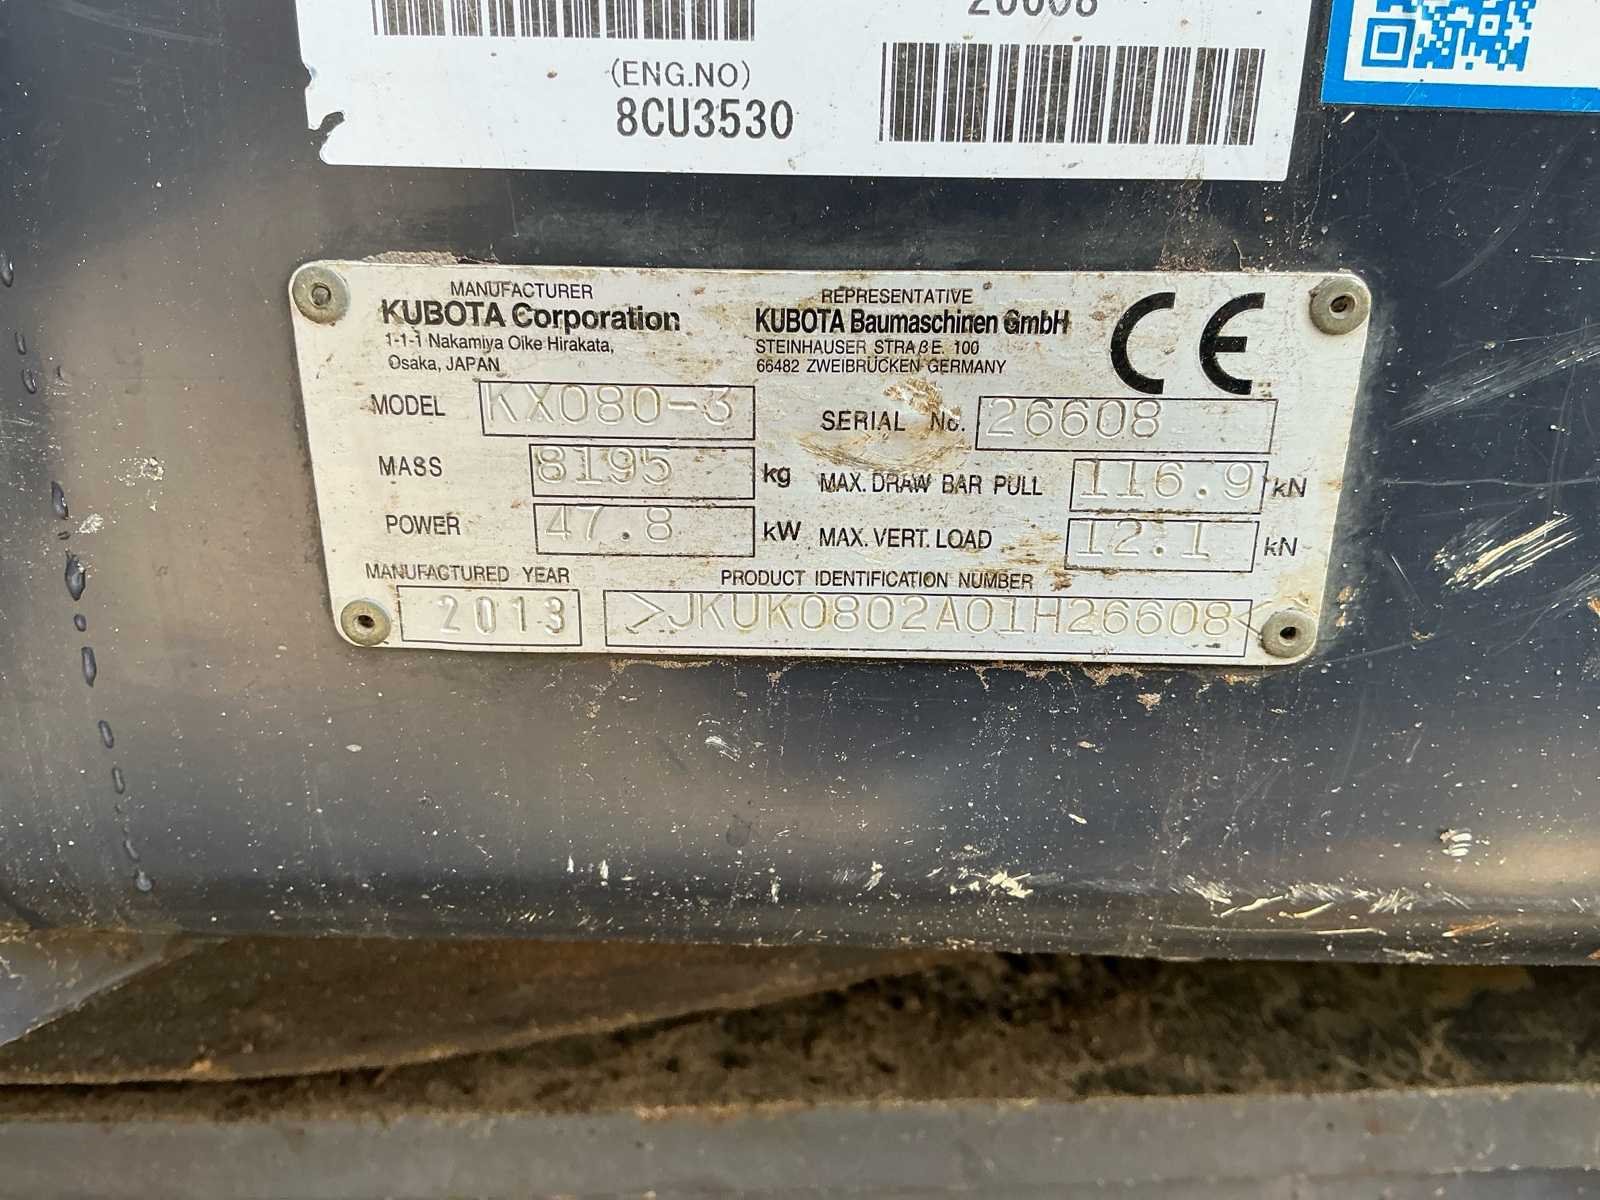 26608
(ENG.NO)
8CU3530
MANUFACTURER
KUBOTA Corporation
1-1-1 Nakamiya Oike Hirakata,
Osaka, JAPAN
REPRESENTATIVE
KUBOTA Baumaschinen GmbH
STEINHAUSER STRAßE. 100
66482 ZWEIBRÜCKEN GERMANY
CE
MODEL KX080-3
SERIAL No. 26608
MASS 8195 kg
MAX. DRAW BAR PULL 116.9 kN
POWER 47.8 kW
MAX. VERT. LOAD 12.1 kN
MANUFACTURED YEAR
2013
PRODUCT IDENTIFICATION NUMBER
>JKUK0802A01H26608<